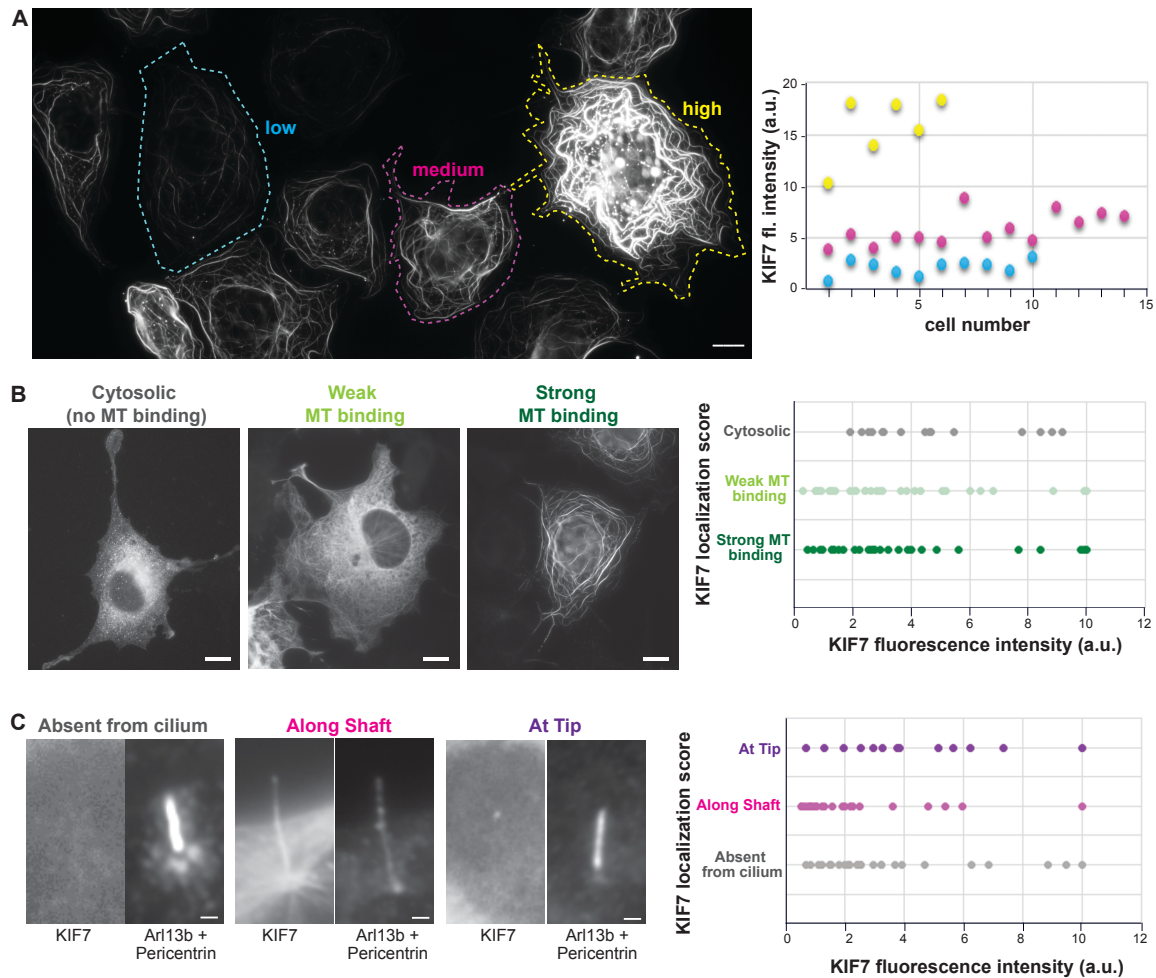 A
low
medium
high
KIF7 fl. intensity (a.u.)
20
15
10
5
0
5
10
15
cell number
B
Cytosolic
(no MT binding)
Weak
MT binding
Strong
MT binding
KIF7 localization score
Cytosolic
Weak MT
binding
Strong MT
binding
0
2
4
6
8
10
12
KIF7 fluorescence intensity (a.u.)
C
Absent from cilium
Along Shaft
At Tip
KIF7
Arl13b +
Pericentrin
KIF7
Arl13b +
Pericentrin
KIF7
Arl13b +
Pericentrin
KIF7 localization score
At Tip
Along Shaft
Absent
from cilium
0
2
4
6
8
10
12
KIF7 fluorescence intensity (a.u.)